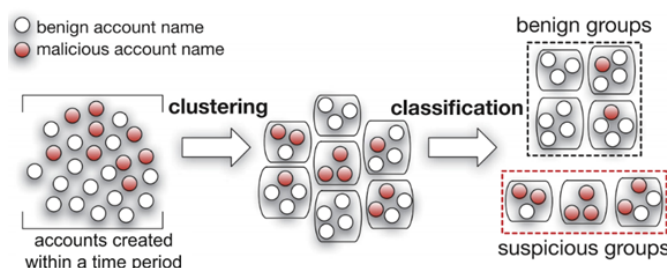 benign account name
malicious account name
clustering
classification
benign groups
accounts created
within a time period
suspicious groups